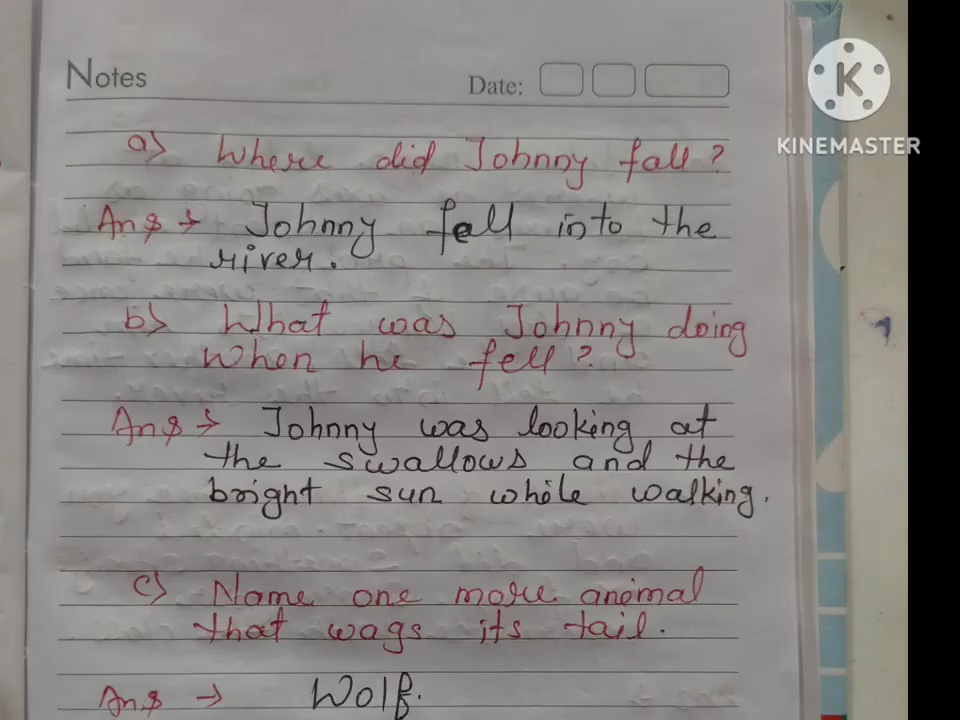 Notes
Date:
KINEMASTER
a) Where did Johnny fall?
Ans → Johnny fell into the
river.
b) What was Johnny doing
when he fell?
Ans → Johnny was looking at
the swallows and the
bright sun while walking.
c) Name one more animal
that wags its tail.
Ans → Wolf.